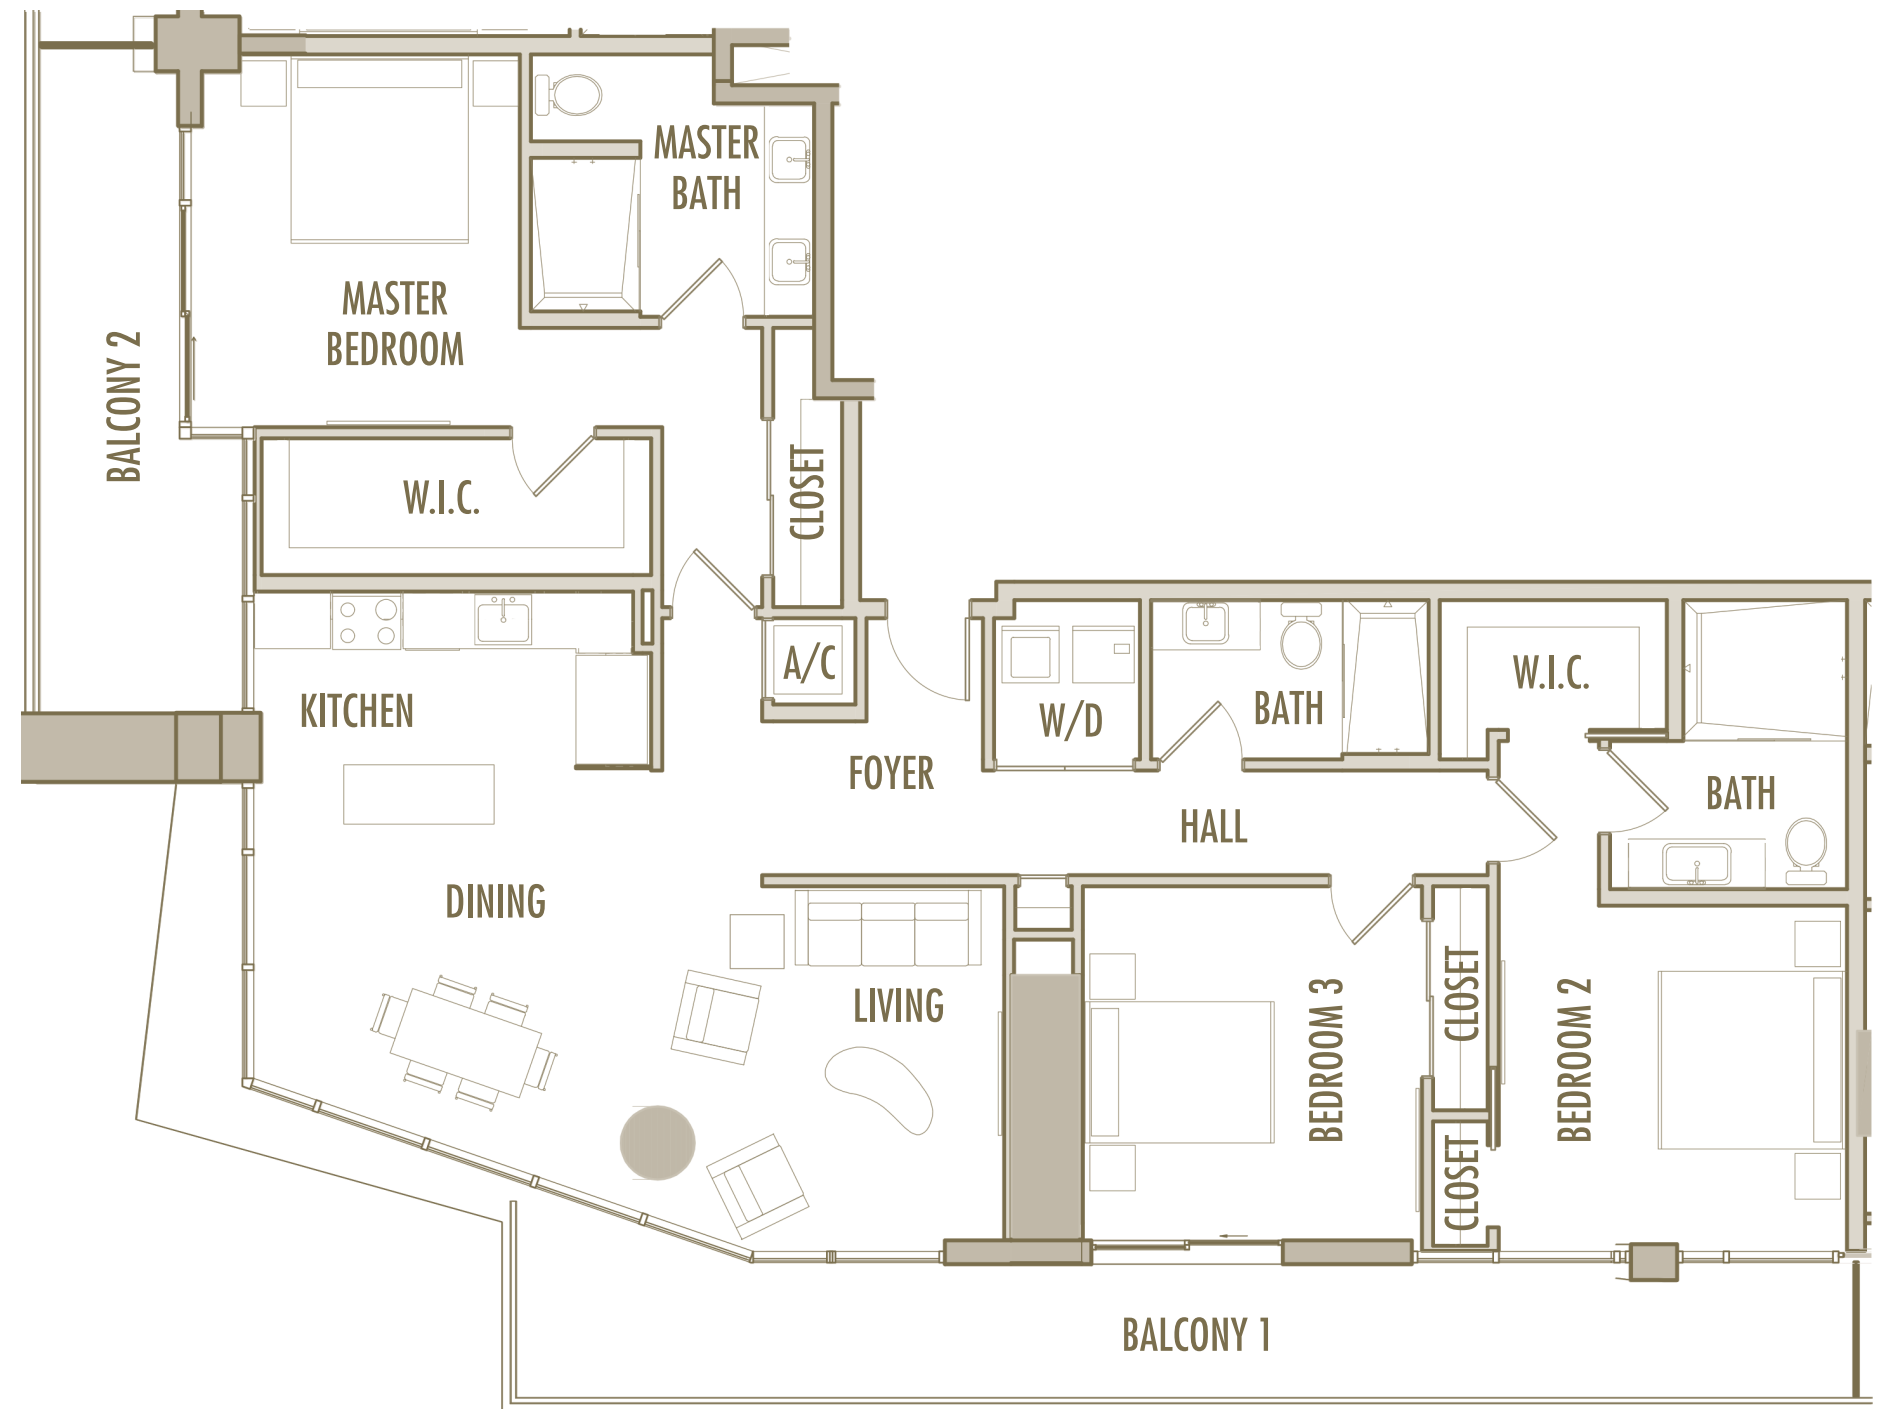 MASTER
BATH
MASTER
BEDROOM
BALCONY 2
W.I.C.
CLOSET
A/C
KITCHEN
W/D
BATH
W.I.C.
FOYER
HALL
BATH
DINING
LIVING
BEDROOM 3
CLOSET
CLOSET
BEDROOM 2
BALCONY 1